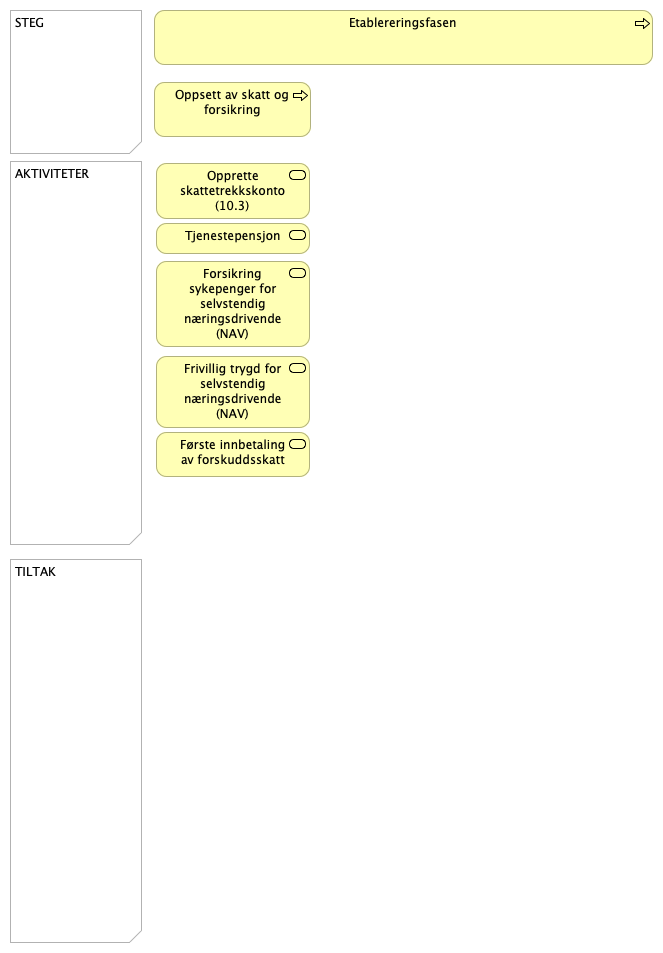 STEG
Etablereringsfasen
Oppsett av skatt og
forsikring
AKTIVITETER
Opprette
skattetrekkskonto
(10.3)
Tjenestepensjon
Forsikring
sykepenger for
selvstendig
næringsdrivende
(NAV)
Frivillig trygd for
selvstendig
næringsdrivende
(NAV)
Første innbetaling
av forskuddsskatt
TILTAK